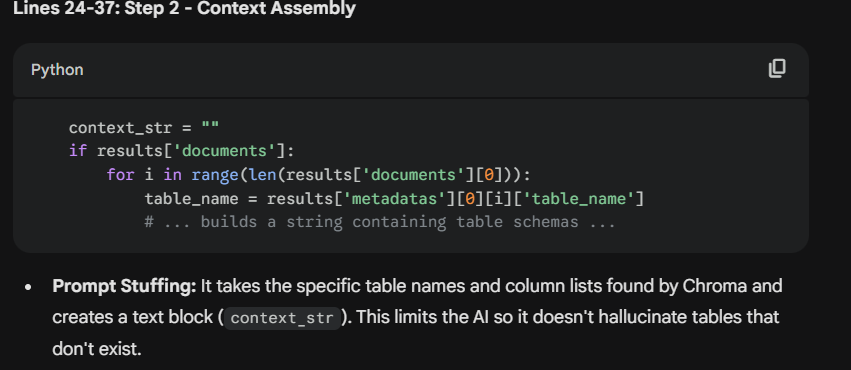 Lines 24-37: Step 2 - Context Assembly
Python
context_str = ""
if results['documents']:
    for i in range(len(results['documents'][0])):
        table_name = results['metadatas'][0][i]['table_name']
        # ... builds a string containing table schemas ...
• Prompt Stuffing: It takes the specific table names and column lists found by Chroma and
creates a text block ( context_str ). This limits the AI so it doesn't hallucinate tables that
don't exist.